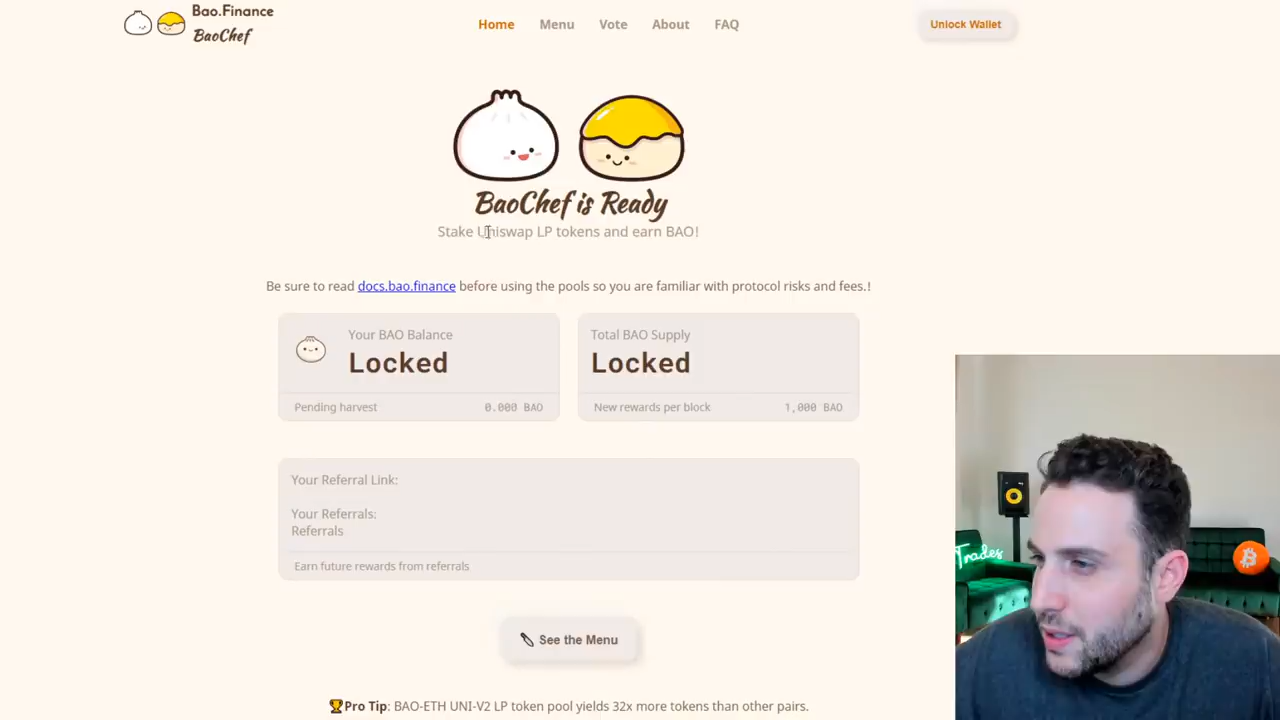 Bao.Finance
BaoChef
Home Menu Vote About FAQ
Unlock Wallet
BaoChef is Ready
Stake Uniswap LP tokens and earn BAO!
Be sure to read docs.bao.finance before using the pools so you are familiar with protocol risks and fees.!
Your BAO Balance
Locked
Pending harvest 0.000 BAO
Total BAO Supply
Locked
New rewards per block 1,000 BAO
Your Referral Link:
Your Referrals:
Referrals
Earn future rewards from referrals
See the Menu
Pro Tip: BAO-ETH UNI-V2 LP token pool yields 32x more tokens than other pairs.
Trades